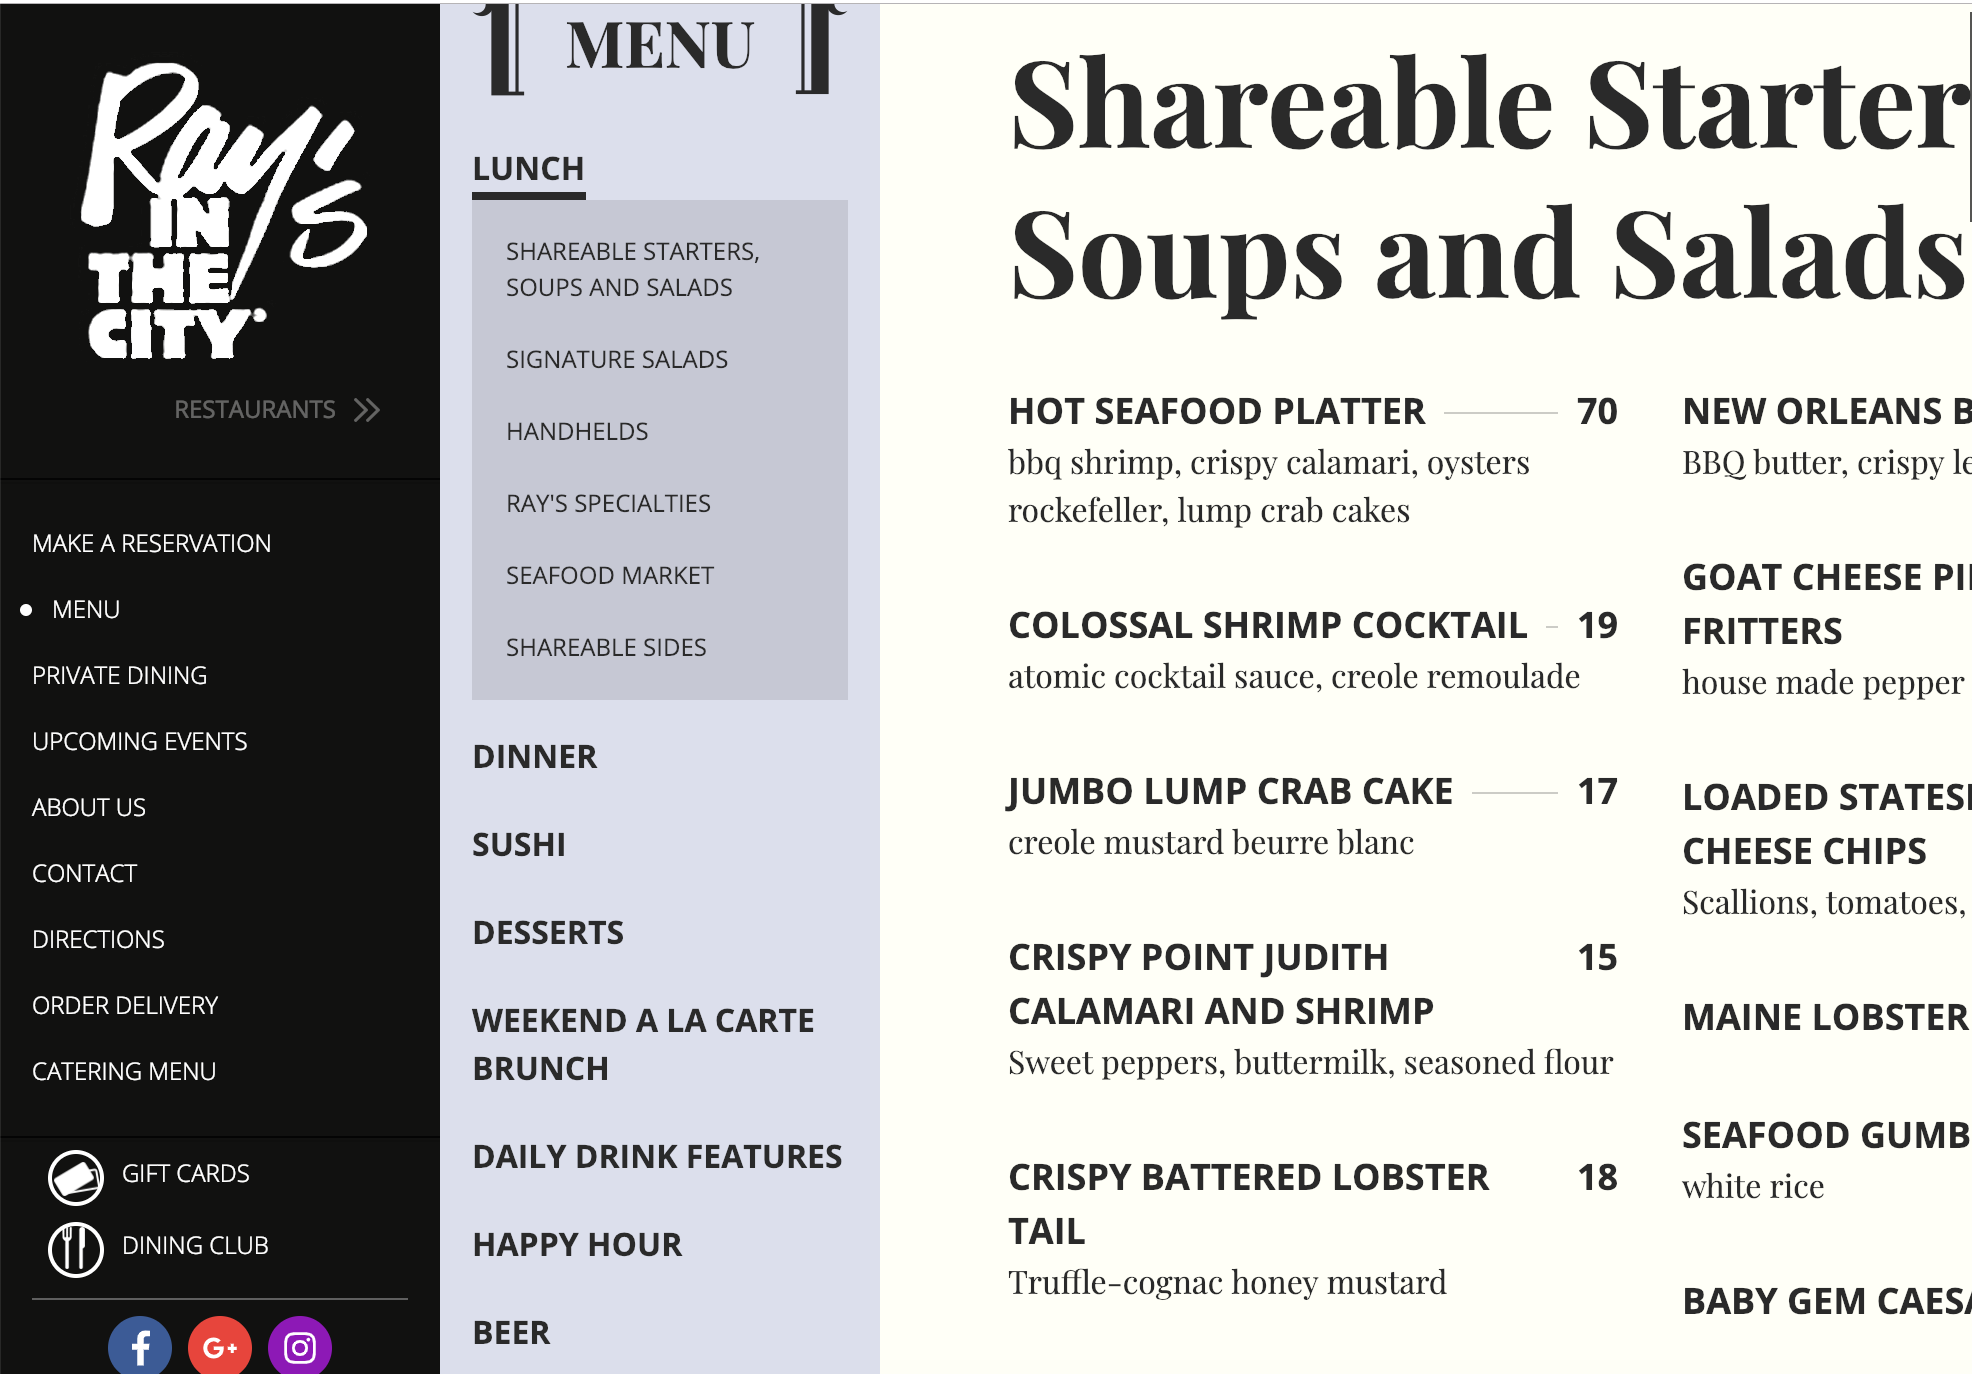 Ray's
IN
THE
CITY
RESTAURANTS
MAKE A RESERVATION
MENU
PRIVATE DINING
UPCOMING EVENTS
ABOUT US
CONTACT
DIRECTIONS
ORDER DELIVERY
CATERING MENU
GIFT CARDS
DINING CLUB
f
G+
MENU
LUNCH
SHAREABLE STARTERS,
SOUPS AND SALADS
SIGNATURE SALADS
HANDHELDS
RAY'S SPECIALTIES
SEAFOOD MARKET
SHAREABLE SIDES
DINNER
SUSHI
DESSERTS
WEEKEND A LA CARTE
BRUNCH
DAILY DRINK FEATURES
HAPPY HOUR
BEER
Shareable Starter
Soups and Salads
HOT SEAFOOD PLATTER 70
bbq shrimp, crispy calamari, oysters
rockefeller, lump crab cakes
COLOSSAL SHRIMP COCKTAIL 19
atomic cocktail sauce, creole remoulade
JUMBO LUMP CRAB CAKE 17
creole mustard beurre blanc
CRISPY POINT JUDITH 15
CALAMARI AND SHRIMP
Sweet peppers, buttermilk, seasoned flour
CRISPY BATTERED LOBSTER 18
TAIL
Truffle-cognac honey mustard
NEW ORLEANS
BBQ butter, crispy
GOAT CHEESE
FRITTERS
house made pepper
LOADED
CHEESE CHIPS
Scallions, tomatoes,
MAINE LOBSTER
SEAFOOD GUMB
white rice
BABY GEM